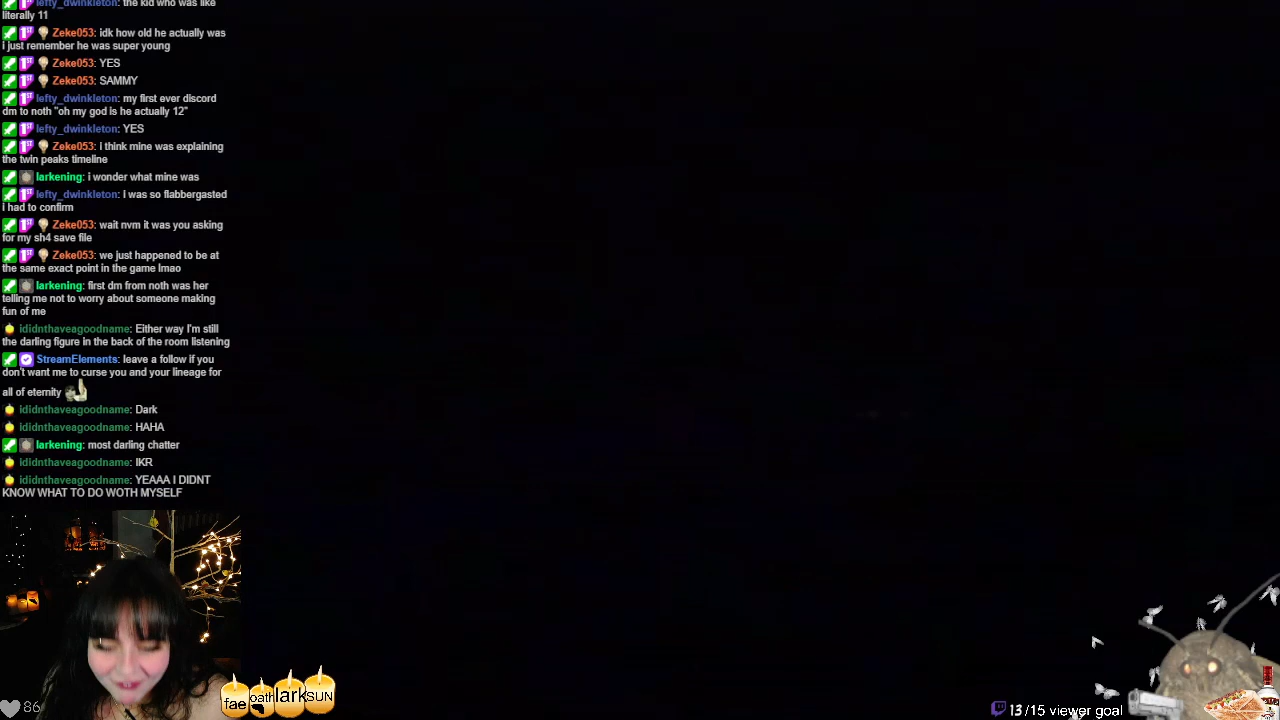 lefty_dwinkleton: the kid who was like
literally 11
Zeke053: idk how old he actually was
i just remember he was super young
Zeke053: YES
Zeke053: SAMMY
lefty_dwinkleton: my first ever discord
dm to noth "oh my god is he actually 12"
lefty_dwinkleton: YES
Zeke053: i think mine was explaining
the twin peaks timeline
larkening: i wonder what mine was
lefty_dwinkleton: i was so flabbergasted
i had to confirm
Zeke053: wait nvm it was you asking
for my sh4 save file
Zeke053: we just happened to be at
the same exact point in the game lmao
larkening: first dm from noth was her
telling me not to worry about someone making
fun of me
ididnthaveagoodname: Either way I'm still
the darling figure in the back of the room listening
StreamElements: leave a follow if you
don't want me to curse you and your lineage for
all of eternity
ididnthaveagoodname: Dark
ididnthaveagoodname: HAHA
larkening: most darling chatter
ididnthaveagoodname: IKR
ididnthaveagoodname: YEAAA I DIDNT
KNOW WHAT TO DO WOTH MYSELF
86
fae oath lark SUN
13/15 viewer goal